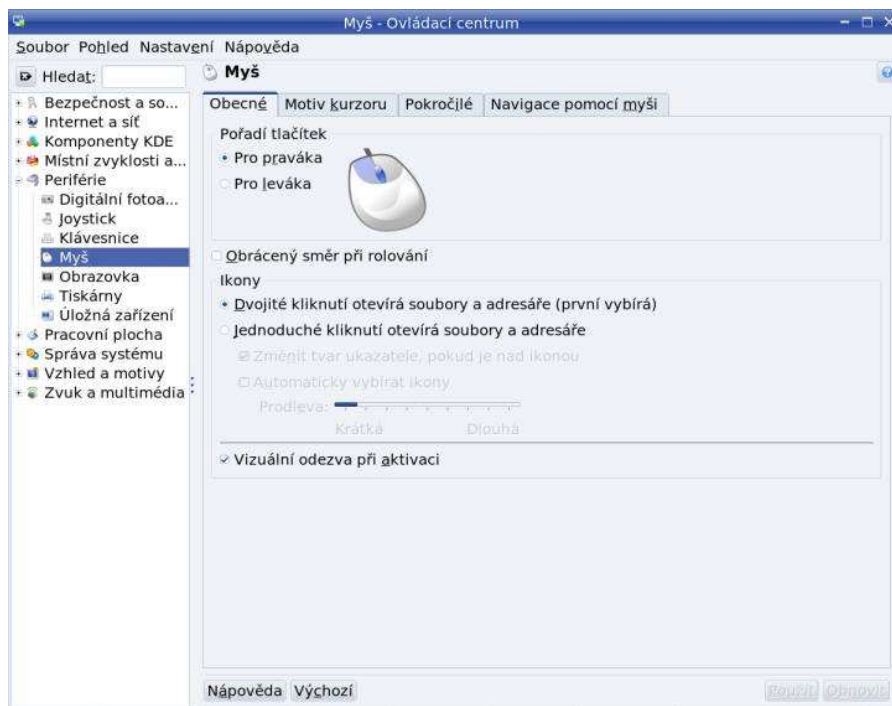 Myš - Ovládací centrum
Soubor Pohled Nastavení Nápověda
Hledat:
Bezpečnost a so...
Internet a síť
Komponenty KDE
Místní zvyklosti a...
Periférie
Digitální fotoa...
Joystick
Klávesnice
Myš
Obrazovka
Tiskárny
Úložná zařízení
Pracovní plocha
Správa systému
Vzhled a motivy
Zvuk a multimédia
Myš
Obecné Motiv kurzoru Pokročilé Navigace pomocí myši
Pořadí tlačítek
Pro praváka
Pro leváka
Obrácený směr při rolování
Ikony
Dvojité kliknutí otevírá soubory a adresáře (první vybírá)
Jednoduché kliknutí otevírá soubory a adresáře
Změnit tvar ukazatele, pokud je nad ikonou
Automaticky vybírat ikony
Prodleva:
Krátká Dlouhá
Vizuální odezva při aktivaci
Nápověda Výchozí Použít Obnovit